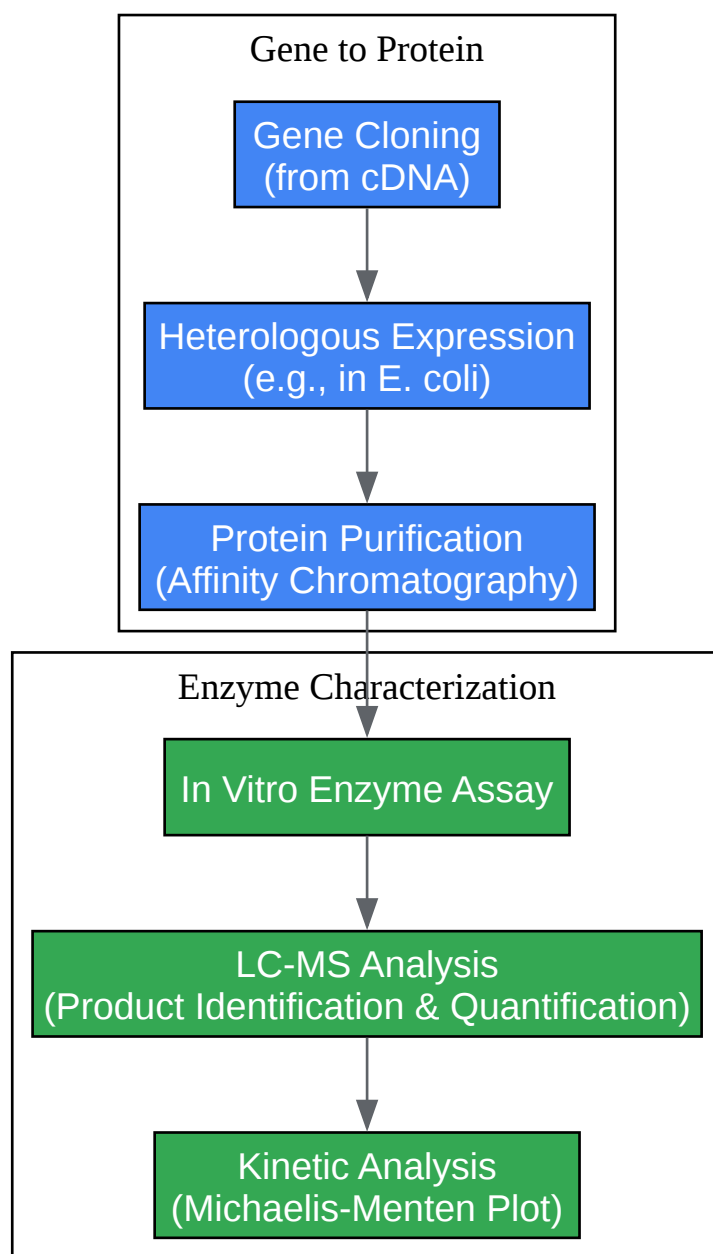 Gene to Protein
Gene Cloning
(from cDNA)
Heterologous Expression
(e.g., in E. coli)
Protein Purification
(Affinity Chromatography)
Enzyme Characterization
In Vitro Enzyme Assay
LC-MS Analysis
(Product Identification & Quantification)
Kinetic Analysis
(Michaelis-Menten Plot)